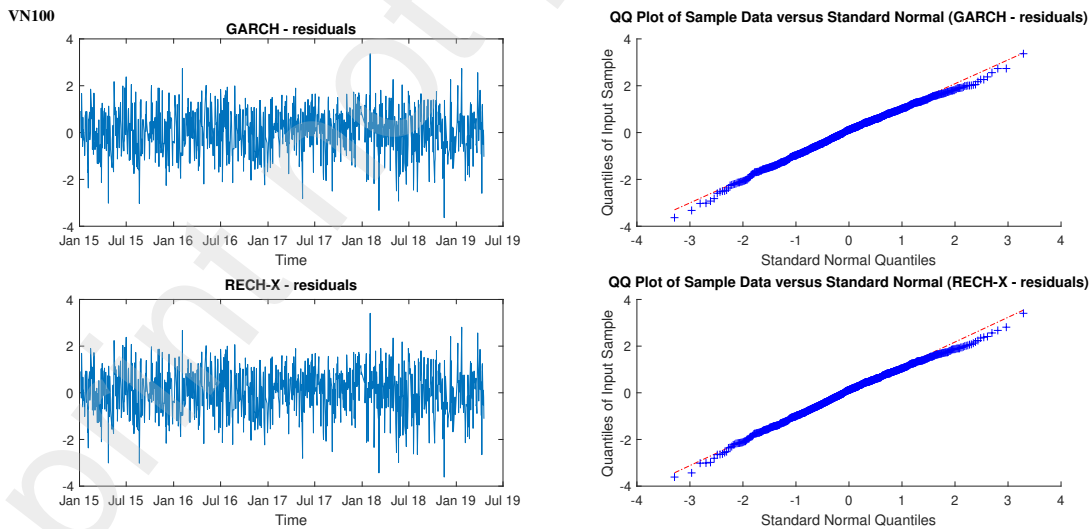 VN100
GARCH - residuals
4
2
0
-2
-4
Jan 15 Jul 15 Jan 16 Jul 16 Jan 17 Jul 17 Jan 18 Jul 18 Jan 19 Jul 19
Time
QQ Plot of Sample Data versus Standard Normal (GARCH - residuals)
Quantiles of Input Sample
4
2
0
-2
-4
-4 -3 -2 -1 0 1 2 3 4
Standard Normal Quantiles
RECH-X - residuals
4
2
0
-2
-4
Jan 15 Jul 15 Jan 16 Jul 16 Jan 17 Jul 17 Jan 18 Jul 18 Jan 19 Jul 19
Time
QQ Plot of Sample Data versus Standard Normal (RECH-X - residuals)
Quantiles of Input Sample
4
2
0
-2
-4
-4 -3 -2 -1 0 1 2 3 4
Standard Normal Quantiles